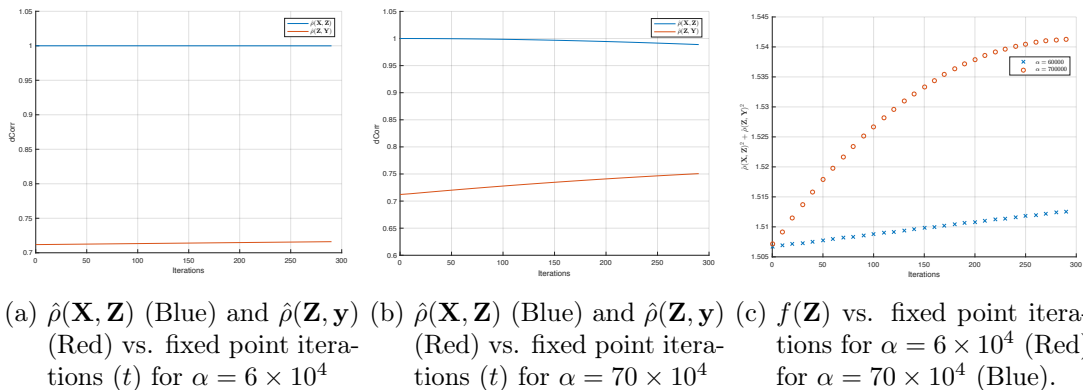 1.05
1
0.95
0.9
0.85
0.8
0.75
0.7
dCorr
0 50 100 150 200 250 300
Iterations
ρ̂(X, Z)
ρ̂(Z, Y)
1.05
1
0.95
0.9
0.85
0.8
0.75
0.7
0.65
0.6
dCorr
0 50 100 150 200 250 300
Iterations
ρ̂(X, Z)
ρ̂(Z, Y)
1.545
1.54
1.535
1.53
1.525
1.52
1.515
1.51
1.505
ρ̂(X, Z)² + ρ̂(Z, Y)²
0 50 100 150 200 250 300
Iterations
α = 60000
α = 700000
(a) ρ̂(X, Z) (Blue) and ρ̂(Z, y)
(Red) vs. fixed point itera-
tions (t) for α = 6 × 10⁴
(b) ρ̂(X, Z) (Blue) and ρ̂(Z, y)
(Red) vs. fixed point itera-
tions (t) for α = 70 × 10⁴
(c) f(Z) vs. fixed point itera-
tions for α = 6 × 10⁴ (Red)
for α = 70 × 10⁴ (Blue).